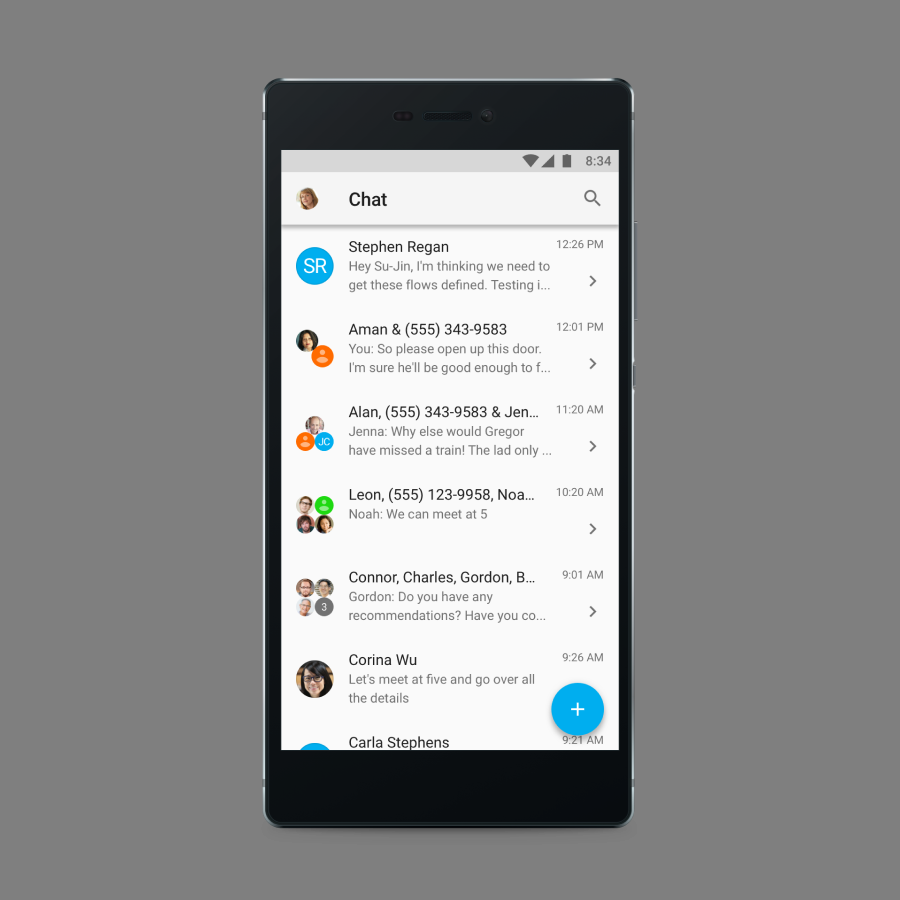 8:34
Chat
Stephen Regan 12:26 PM
SR
Hey Su-Jin, I'm thinking we need to
get these flows defined. Testing i...
Aman & (555) 343-9583 12:01 PM
You: So please open up this door.
I'm sure he'll be good enough to f...
Alan, (555) 343-9583 & Jen... 11:20 AM
Jenna: Why else would Gregor
JC
have missed a train! The lad only ...
Leon, (555) 123-9958, Noa... 10:20 AM
Noah: We can meet at 5
Connor, Charles, Gordon, B... 9:01 AM
Gordon: Do you have any
3
recommendations? Have you co...
Corina Wu 9:26 AM
Let's meet at five and go over all
the details
+
Carla Stephens 9:21 AM